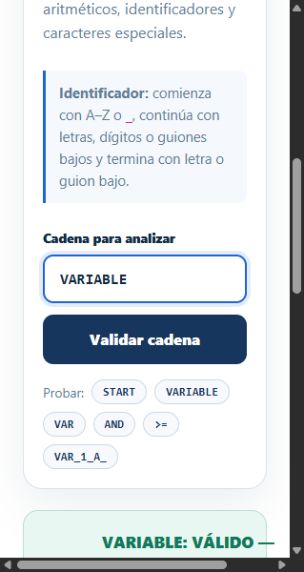 aritméticos, identificadores y
caracteres especiales.
Identificador: comienza
con A–Z o _, continúa con
letras, dígitos o guiones
bajos y termina con letra o
guion bajo.
Cadena para analizar
VARIABLE
Validar cadena
Probar: START VARIABLE
VAR AND >=
VAR_1_A_
VARIABLE: VÁLIDO —